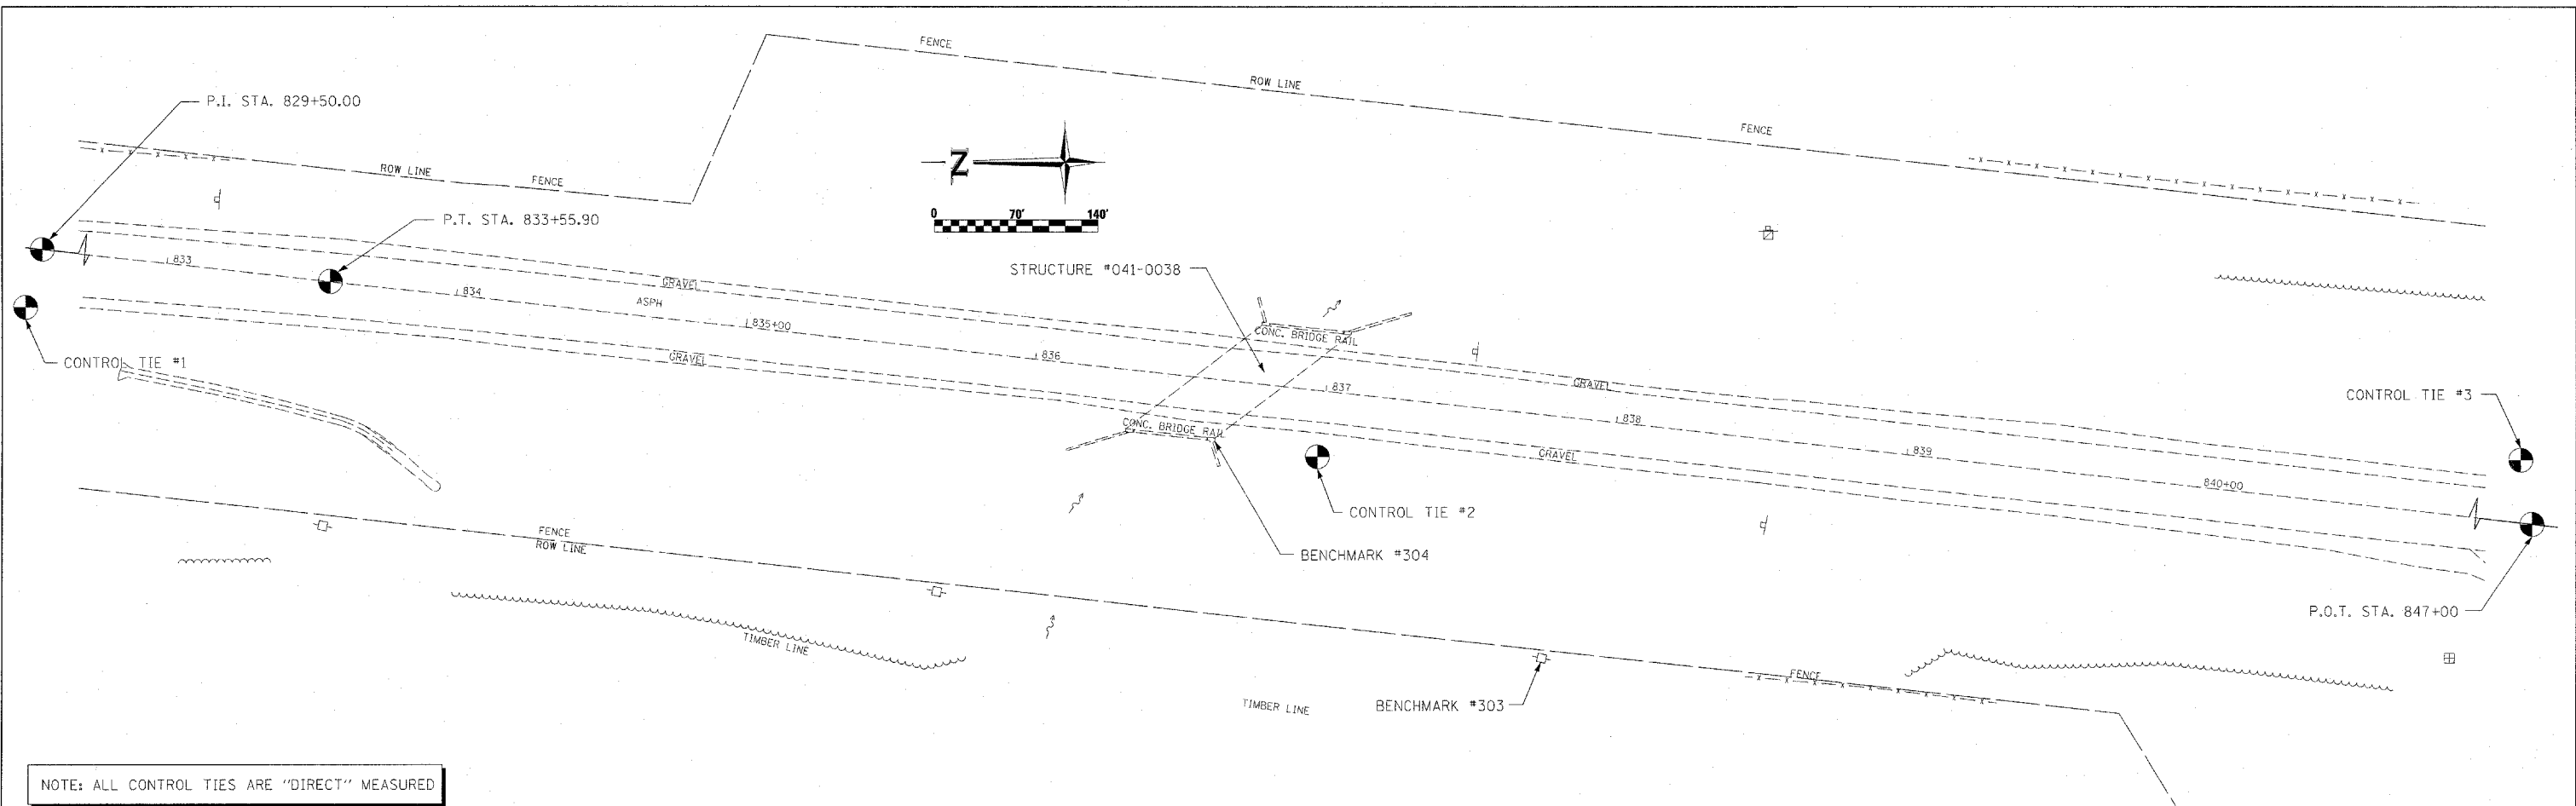 FENCE
ROW LINE
P.I. STA. 829+50.00
FENCE
ROW LINE
FENCE
Z
0 70' 140'
P.T. STA. 833+55.90
833
STRUCTURE #041-0038
GRAVEL
834
ASPH
835+00
CONC. BRIDGE RAIL
836
GRAVEL
CONTROL TIE #1
837
GRAVEL
CONTROL TIE #3
838
CONC. BRIDGE RAIL
839
GRAVEL
840+00
CONTROL TIE #2
FENCE
ROW LINE
BENCHMARK #304
P.O.T. STA. 847+00
TIMBER LINE
FENCE
TIMBER LINE
BENCHMARK #303
NOTE: ALL CONTROL TIES ARE "DIRECT" MEASURED